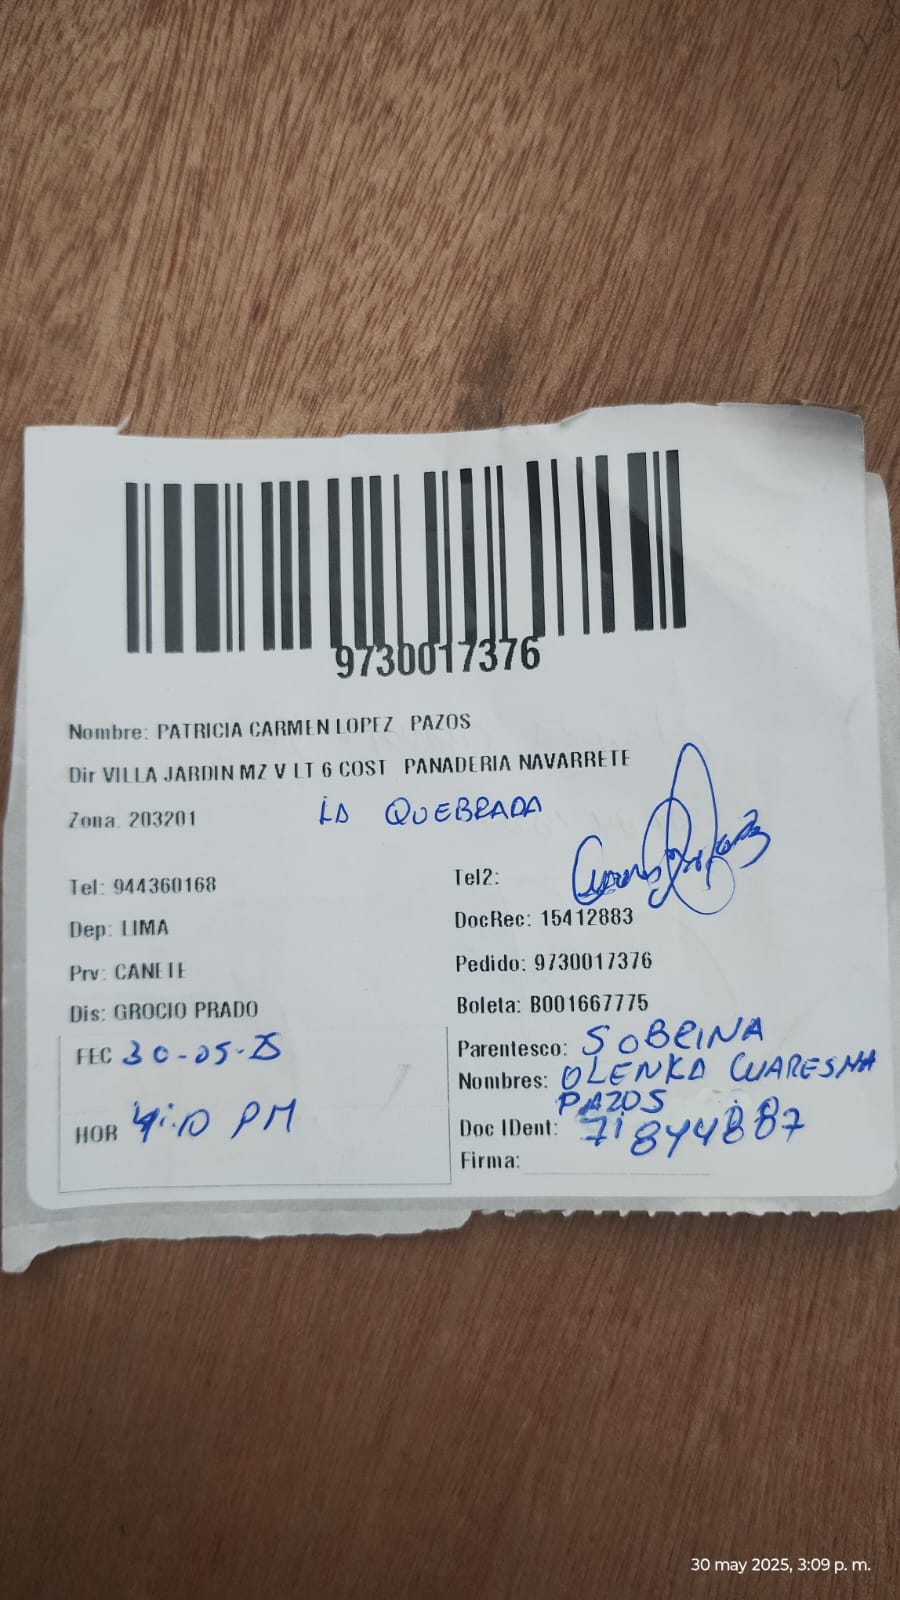 9730017376
Nombre: PATRICIA CARMEN LOPEZ PAZOS
Dir VILLA JARDIN MZ V LT 6 COST PANADERIA NAVARRETE
Zona: 203201
LA QUEBRADA
Tel: 944360168
Tel2:
Dep: LIMA
DocRec: 15412883
Prv: CANETE
Pedido: 9730017376
Dis: GROCIO PRADO
Boleta: B001667775
FEC 30-05-25
Parentesco: SOBRINA
Nombres: OLENKA CUARESMA
PAZOS
HOR PM
Doc IDent: 71844887
Firma:
30 may 2025, 3:09 p. m.